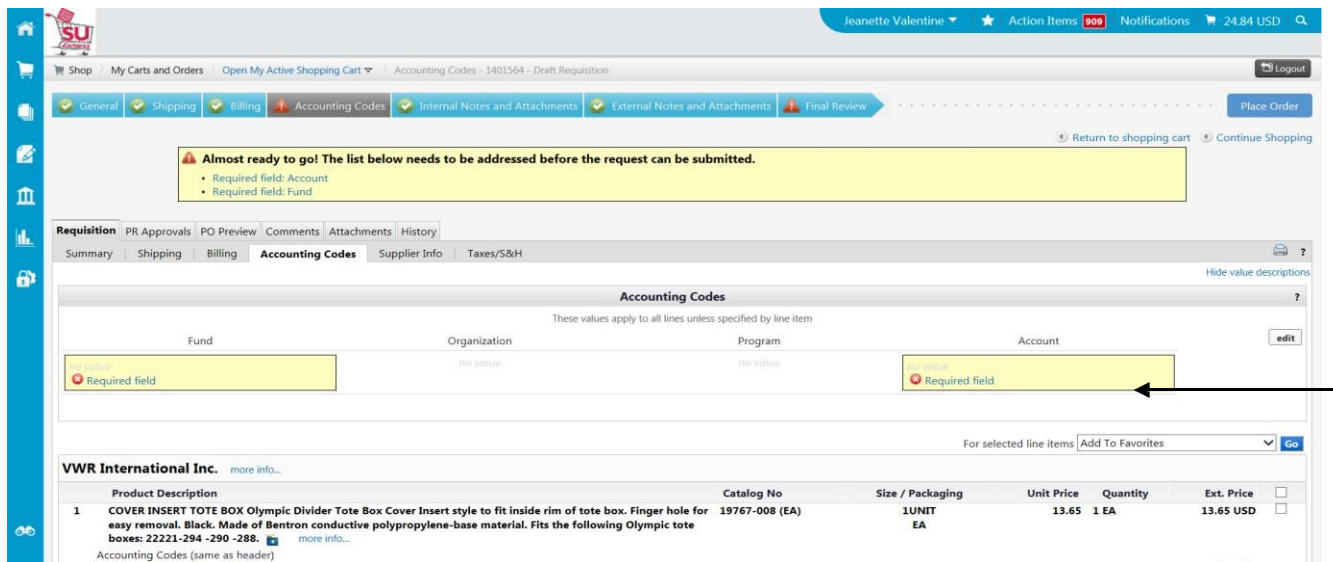 SU
Jeanette Valentine Action Items 909 Notifications 24.84 USD
Shop My Carts and Orders Open My Active Shopping Cart Accounting Codes - 1401564 - Draft Requisition Logout
General Shipping Billing Accounting Codes Internal Notes and Attachments External Notes and Attachments Final Review Place Order
Return to shopping cart Continue Shopping
Almost ready to go! The list below needs to be addressed before the request can be submitted.
• Required field: Account
• Required field: Fund
Requisition PR Approvals PO Preview Comments Attachments History
Summary Shipping Billing Accounting Codes Supplier Info Taxes/S&H ?
Hide value descriptions
Accounting Codes ?
These values apply to all lines unless specified by line item
Fund Organization Program Account edit
no value no value no value no value
Required field Required field
For selected line items Add To Favorites Go
VWR International Inc. more info...
Product Description Catalog No Size / Packaging Unit Price Quantity Ext. Price
1 COVER INSERT TOTE BOX Olympic Divider Tote Box Cover Insert style to fit inside rim of tote box. Finger hole for 19767-008 (EA) 1UNIT 13.65 1 EA 13.65 USD
easy removal. Black. Made of Bentron conductive polypropylene-base material. Fits the following Olympic tote EA
boxes: 22221-294 -290 -288. more info...
Accounting Codes (same as header)